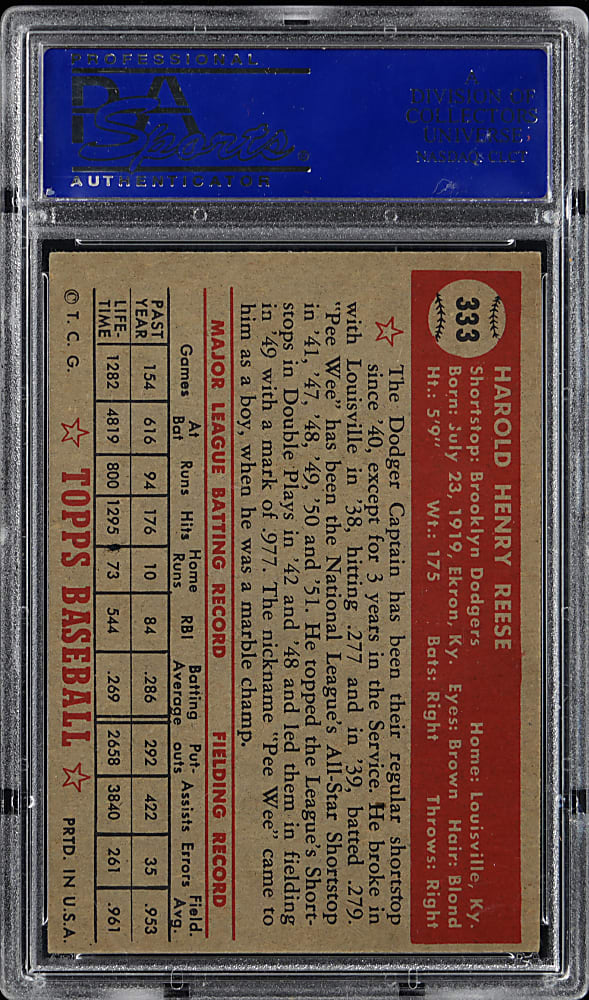 PROFESSIONAL
PSA
Sports®
AUTHENTICATOR
A
DIVISION OF
COLLECTORS
UNIVERSE
NASDAQ: CLCT
333
HAROLD HENRY REESE
Shortstop: Brooklyn Dodgers Home: Louisville, Ky.
Born: July 23, 1919, Ekron, Ky. Eyes: Brown Hair: Blond
Ht.: 5'9" Wt.: 175 Bats: Right Throws: Right
The Dodger Captain has been their regular shortstop
since '40, except for 3 years in the Service. He broke in
with Louisville in '38, hitting .277 and in '39, batted .279.
"Pee Wee" has been the National League's All-Star Shortstop
in '41, '47, '48, '49, '50 and '51. He topped the League's Short-
stops in Double Plays in '42 and '48 and led them in fielding
in '49 with a mark of .977. The nickname "Pee Wee" came to
him as a boy, when he was a marble champ.
MAJOR LEAGUE BATTING RECORD FIELDING RECORD
Games At Bat Runs Hits Home Runs RBI Batting Average Put-outs Assists Errors Field. Avg.
PAST YEAR 154 616 94 176 10 84 .286 292 422 35 .953
LIFE-TIME 1282 4819 800 1295 73 544 .269 2658 3840 261 .961
© T. C. G. TOPPS BASEBALL PRTD. IN U.S.A.